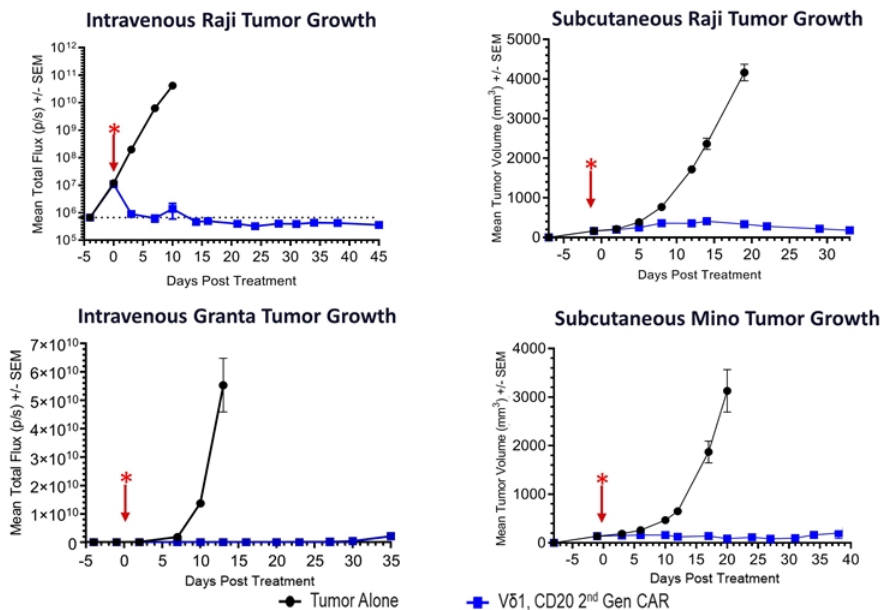 Intravenous Raji Tumor Growth
Mean Total Flux (p/s) +/- SEM
10¹²
10¹¹
10¹⁰
10⁹
10⁸
10⁷
10⁶
10⁵
*
-5 0 5 10 15 20 25 30 35 40 45
Days Post Treatment
Subcutaneous Raji Tumor Growth
Mean Tumor Volume (mm³) +/- SEM
5000
4000
3000
2000
1000
0
*
-5 0 5 10 15 20 25 30
Days Post Treatment
Intravenous Granta Tumor Growth
Mean Total Flux (p/s) +/- SEM
7×10¹⁰
6×10¹⁰
5×10¹⁰
4×10¹⁰
3×10¹⁰
2×10¹⁰
1×10¹⁰
0
*
-5 0 5 10 15 20 25 30 35
Days Post Treatment
Subcutaneous Mino Tumor Growth
Mean Tumor Volume (mm³) +/- SEM
4000
3000
2000
1000
0
*
-5 0 5 10 15 20 25 30 35 40
Days Post Treatment
Tumor Alone
Vδ1, CD20 2ⁿᵈ Gen CAR